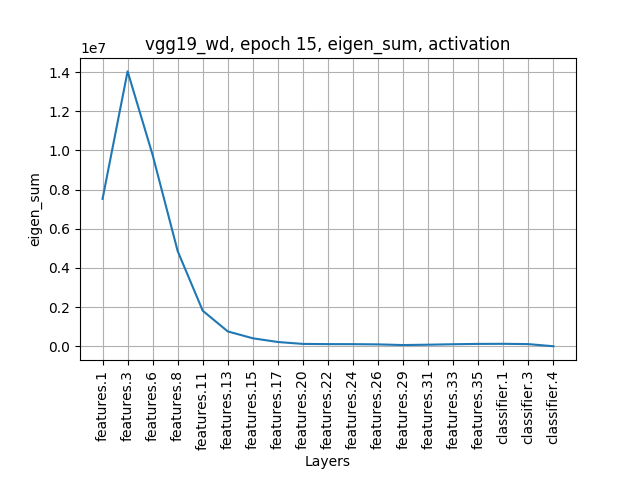 vgg19_wd, epoch 15, eigen_sum, activation
1e7
1.4
1.2
1.0
0.8
0.6
0.4
0.2
0.0
eigen_sum
features.1
features.3
features.6
features.8
features.11
features.13
features.15
features.17
features.20
features.22
features.24
features.26
features.29
features.31
features.33
features.35
classifier.1
classifier.3
classifier.4
Layers